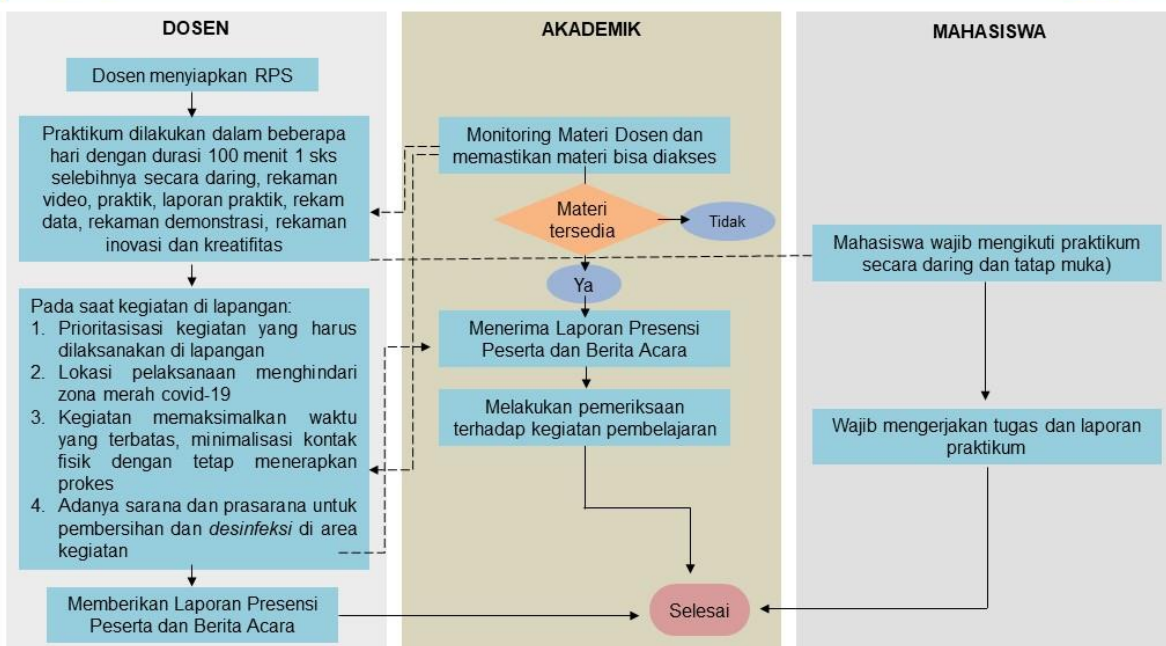 DOSEN
Dosen menyiapkan RPS
Praktikum dilakukan dalam beberapa
hari dengan durasi 100 menit 1 sks
selebihnya secara daring, rekaman
video, praktik, laporan praktik, rekam
data, rekaman demonstrasi, rekaman
inovasi dan kreatifitas
Pada saat kegiatan di lapangan:
1. Prioritasisasi kegiatan yang harus
dilaksanakan di lapangan
2. Lokasi pelaksanaan menghindari
zona merah covid-19
3. Kegiatan memaksimalkan waktu
yang terbatas, minimalisasi kontak
fisik dengan tetap menerapkan
prokes
4. Adanya sarana dan prasarana untuk
pembersihan dan desinfeksi di area
kegiatan
Memberikan Laporan Presensi
Peserta dan Berita Acara
AKADEMIK
Monitoring Materi Dosen dan
memastikan materi bisa diakses
Materi
tersedia
Tidak
Ya
Menerima Laporan Presensi
Peserta dan Berita Acara
Melakukan pemeriksaan
terhadap kegiatan pembelajaran
Selesai
MAHASISWA
Mahasiswa wajib mengikuti praktikum
secara daring dan tatap muka)
Wajib mengerjakan tugas dan laporan
praktikum